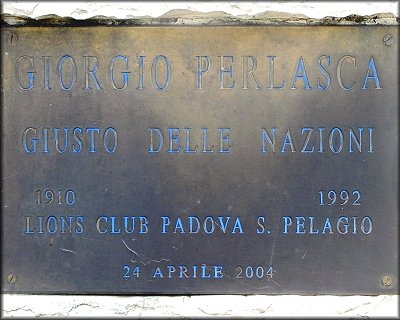 GIORGIO PERLASCA
GIUSTO DELLE NAZIONI
1910 1992
LIONS CLUB PADOVA S. PELAGIO
24 APRILE 2004